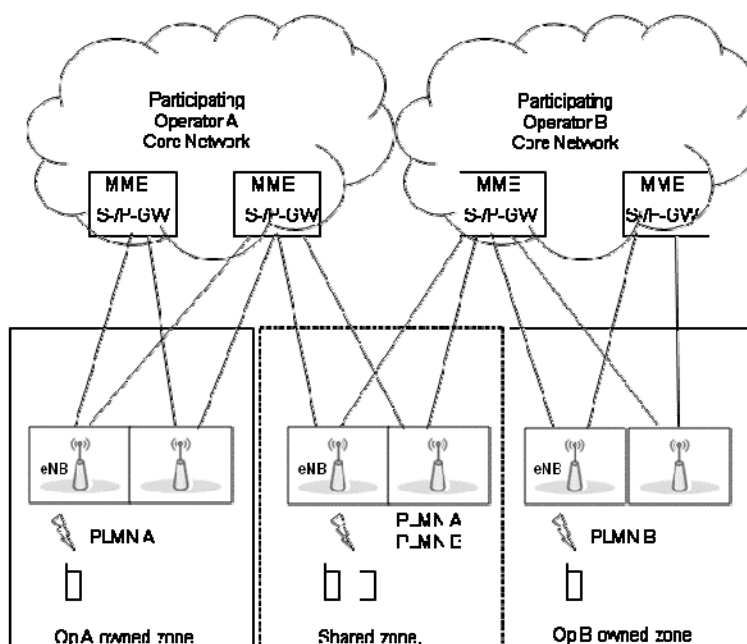 Participating
Operator A
Core Network
Participating
Operator B
Core Network
MME
S-/P-GW
MME
S-/P-GW
MME
S-/P-GW
MME
S-/P-GW
eNB
eNB
eNB
PLMN A
PLMN A
PLMN B
PLMN B
Op A owned zone
Shared zone.
Op B owned zone